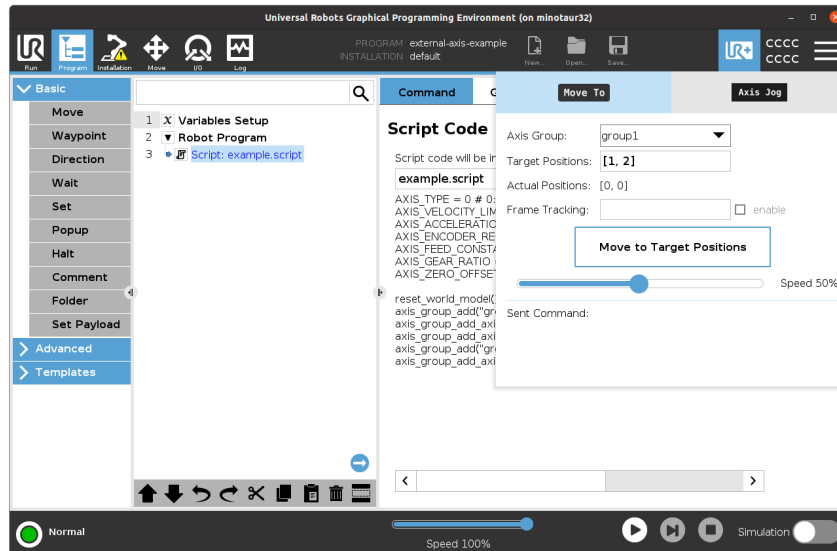 Universal Robots Graphical Programming Environment (on minotaur32)
UR+
CCCC
CCCC
Run
Program
Installation
Move
I/O
Log
PROGRAM external-axis-example
INSTALLATION default
New...
Open...
Save...
Basic
Move
Waypoint
Direction
Wait
Set
Popup
Halt
Comment
Folder
Set Payload
Advanced
Templates
1 X Variables Setup
2 Robot Program
3 Script: example.script
Command
G
Script Code
Script code will be in
example.script
AXIS_TYPE = 0 # 0:
AXIS_VELOCITY_LIM
AXIS_ACCELERATIO
AXIS_ENCODER_RE
AXIS_FEED_CONSTA
AXIS_GEAR_RATIO
AXIS_ZERO_OFFSET
reset_world_model(
axis_group_add("gr
axis_group_add_axi
axis_group_add_axi
axis_group_add("gr
axis_group_add_axi
Move To
Axis Jog
Axis Group: group1
Target Positions: [1, 2]
Actual Positions: [0, 0]
Frame Tracking:
enable
Move to Target Positions
Speed 50%
Sent Command:
Normal
Speed 100%
Simulation